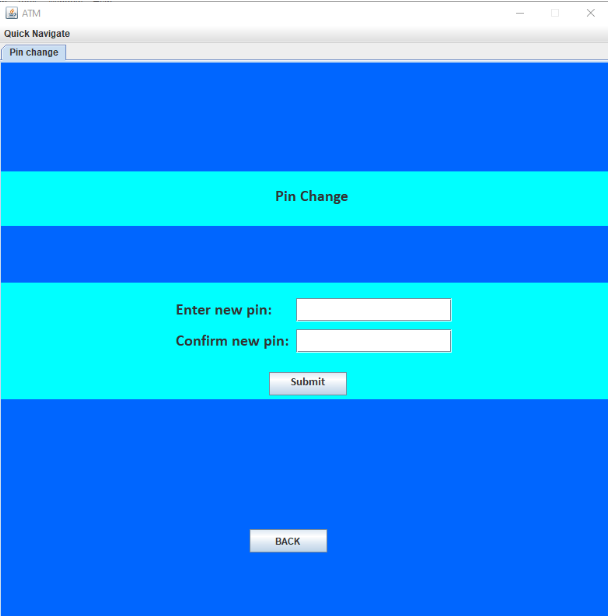 ATM
Quick Navigate
Pin change
Pin Change
Enter new pin:
Confirm new pin:
Submit
BACK